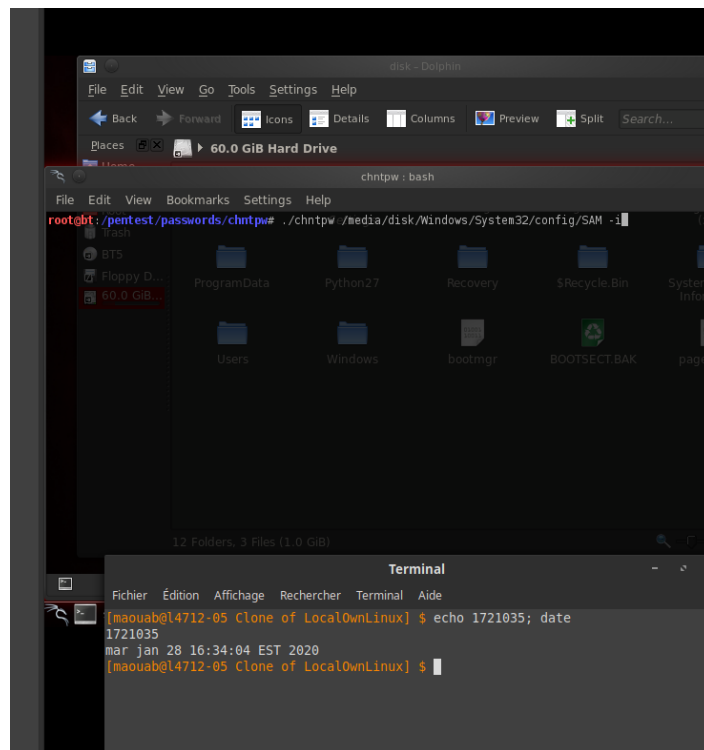 disk – Dolphin
File Edit View Go Tools Settings Help
Back Forward Icons Details Columns Preview Split Search...
Places 60.0 GiB Hard Drive
Home
chntpw : bash
File Edit View Bookmarks Settings Help
root@bt:/pentest/passwords/chntpw# ./chntpw /media/disk/Windows/System32/config/SAM -i
Trash
BT5
Floppy D...
60.0 GiB...
ProgramData Python27 Recovery $Recycle.Bin System
Info
Users Windows bootmgr BOOTSECT.BAK page
12 Folders, 3 Files (1.0 GiB)
Terminal
Fichier Édition Affichage Rechercher Terminal Aide
[maouab@l4712-05 Clone of LocalOwnLinux] $ echo 1721035; date
1721035
mar jan 28 16:34:04 EST 2020
[maouab@l4712-05 Clone of LocalOwnLinux] $